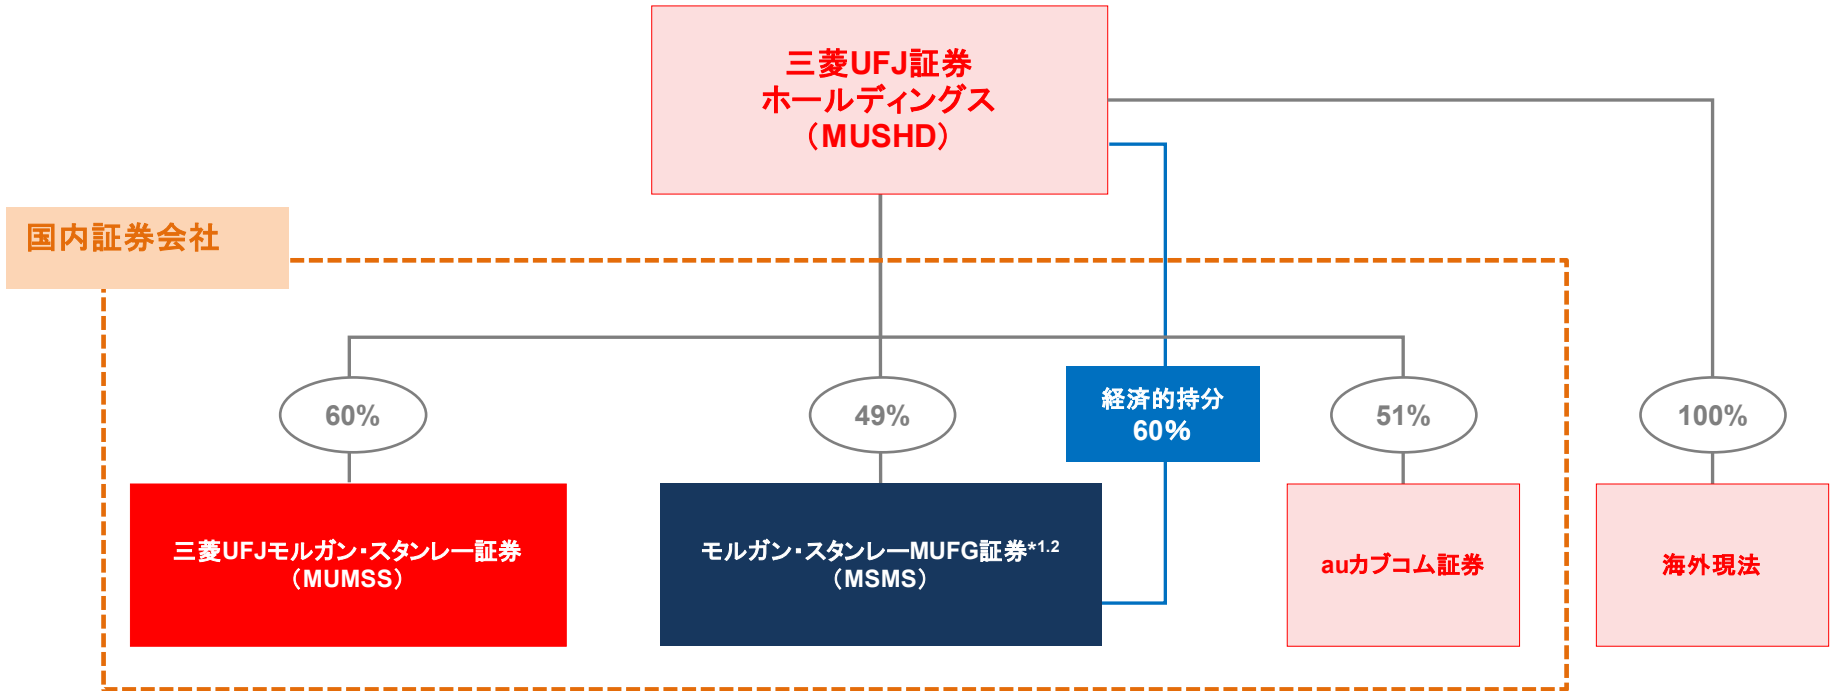 三菱UFJ証券
ホールディングス
（MUSHD）
国内証券会社
60%
49%
経済的持分
60%
51%
100%
三菱UFJモルガン・スタンレー証券
（MUMSS）
モルガン・スタンレーMUFG証券*1.2
（MSMS）
auカブコム証券
海外現法